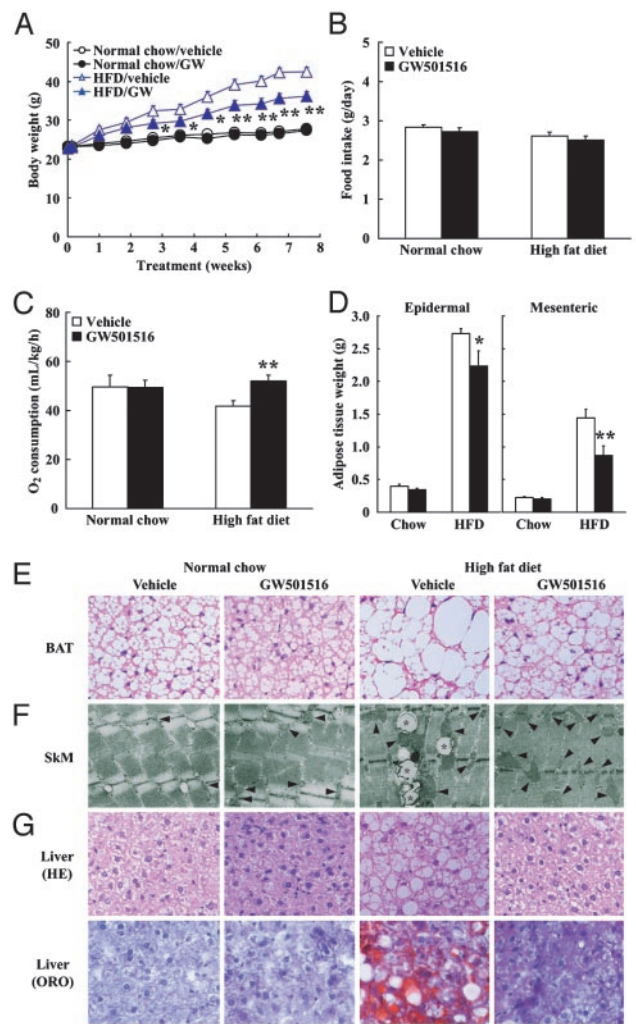 A
Body weight (g)
60
50
40
30
20
10
0
Normal chow/vehicle
Normal chow/GW
HFD/vehicle
HFD/GW
* * * ** ** ** **
0 1 2 3 4 5 6 7 8
Treatment (weeks)
B
Food intake (g/day)
5
4
3
2
1
0
Vehicle
GW501516
Normal chow
High fat diet
C
O2 consumption (mL/kg/h)
80
60
40
20
0
Vehicle
GW501516
**
Normal chow
High fat diet
D
Adipose tissue weight (g)
3.0
2.5
2.0
1.5
1.0
0.5
0
Epidermal
Mesenteric
*
**
Chow HFD Chow HFD
E
Normal chow High fat diet
Vehicle GW501516 Vehicle GW501516
BAT
F
SkM
* * * *
G
Liver
(HE)
Liver
(ORO)